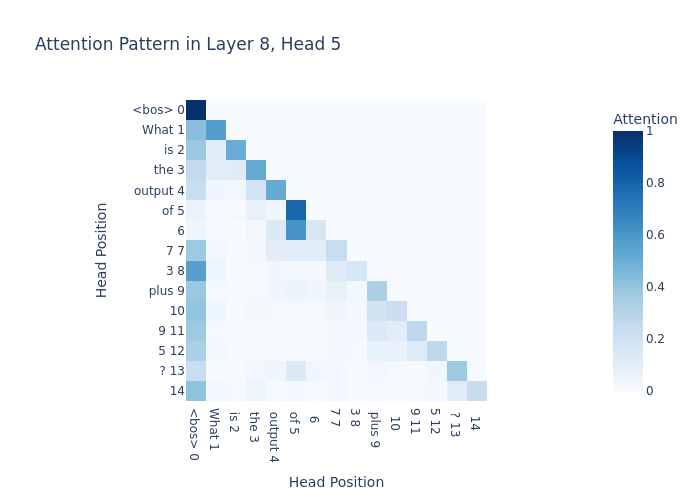 Attention Pattern in Layer 8, Head 5
Attention
<bos> 0
What 1
is 2
the 3
output 4
of 5
6
7 7
3 8
plus 9
10
9 11
5 12
? 13
14
Head Position
<bos> 0
What 1
is 2
the 3
output 4
of 5
6
7 7
3 8
plus 9
10
9 11
5 12
? 13
14
Head Position
1
0.8
0.6
0.4
0.2
0